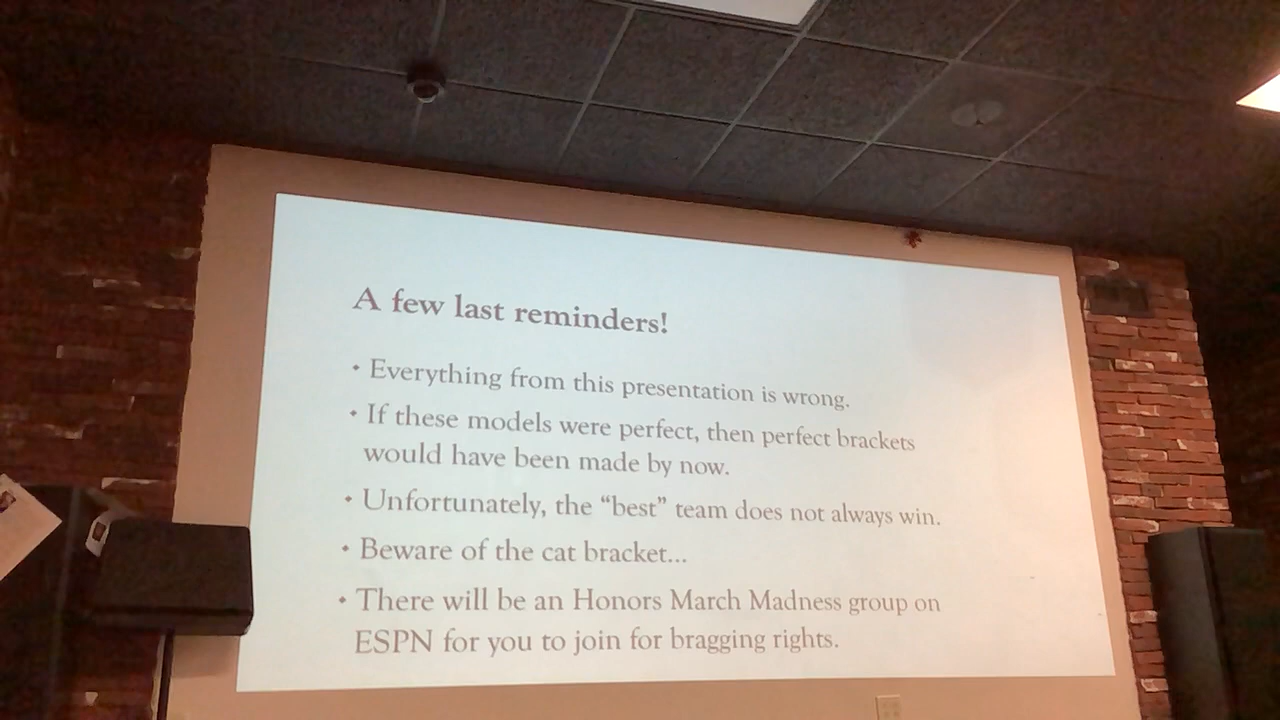 A few last reminders!
• Everything from this presentation is wrong.
• If these models were perfect, then perfect brackets
would have been made by now.
• Unfortunately, the “best” team does not always win.
• Beware of the cat bracket...
• There will be an Honors March Madness group on
ESPN for you to join for bragging rights.